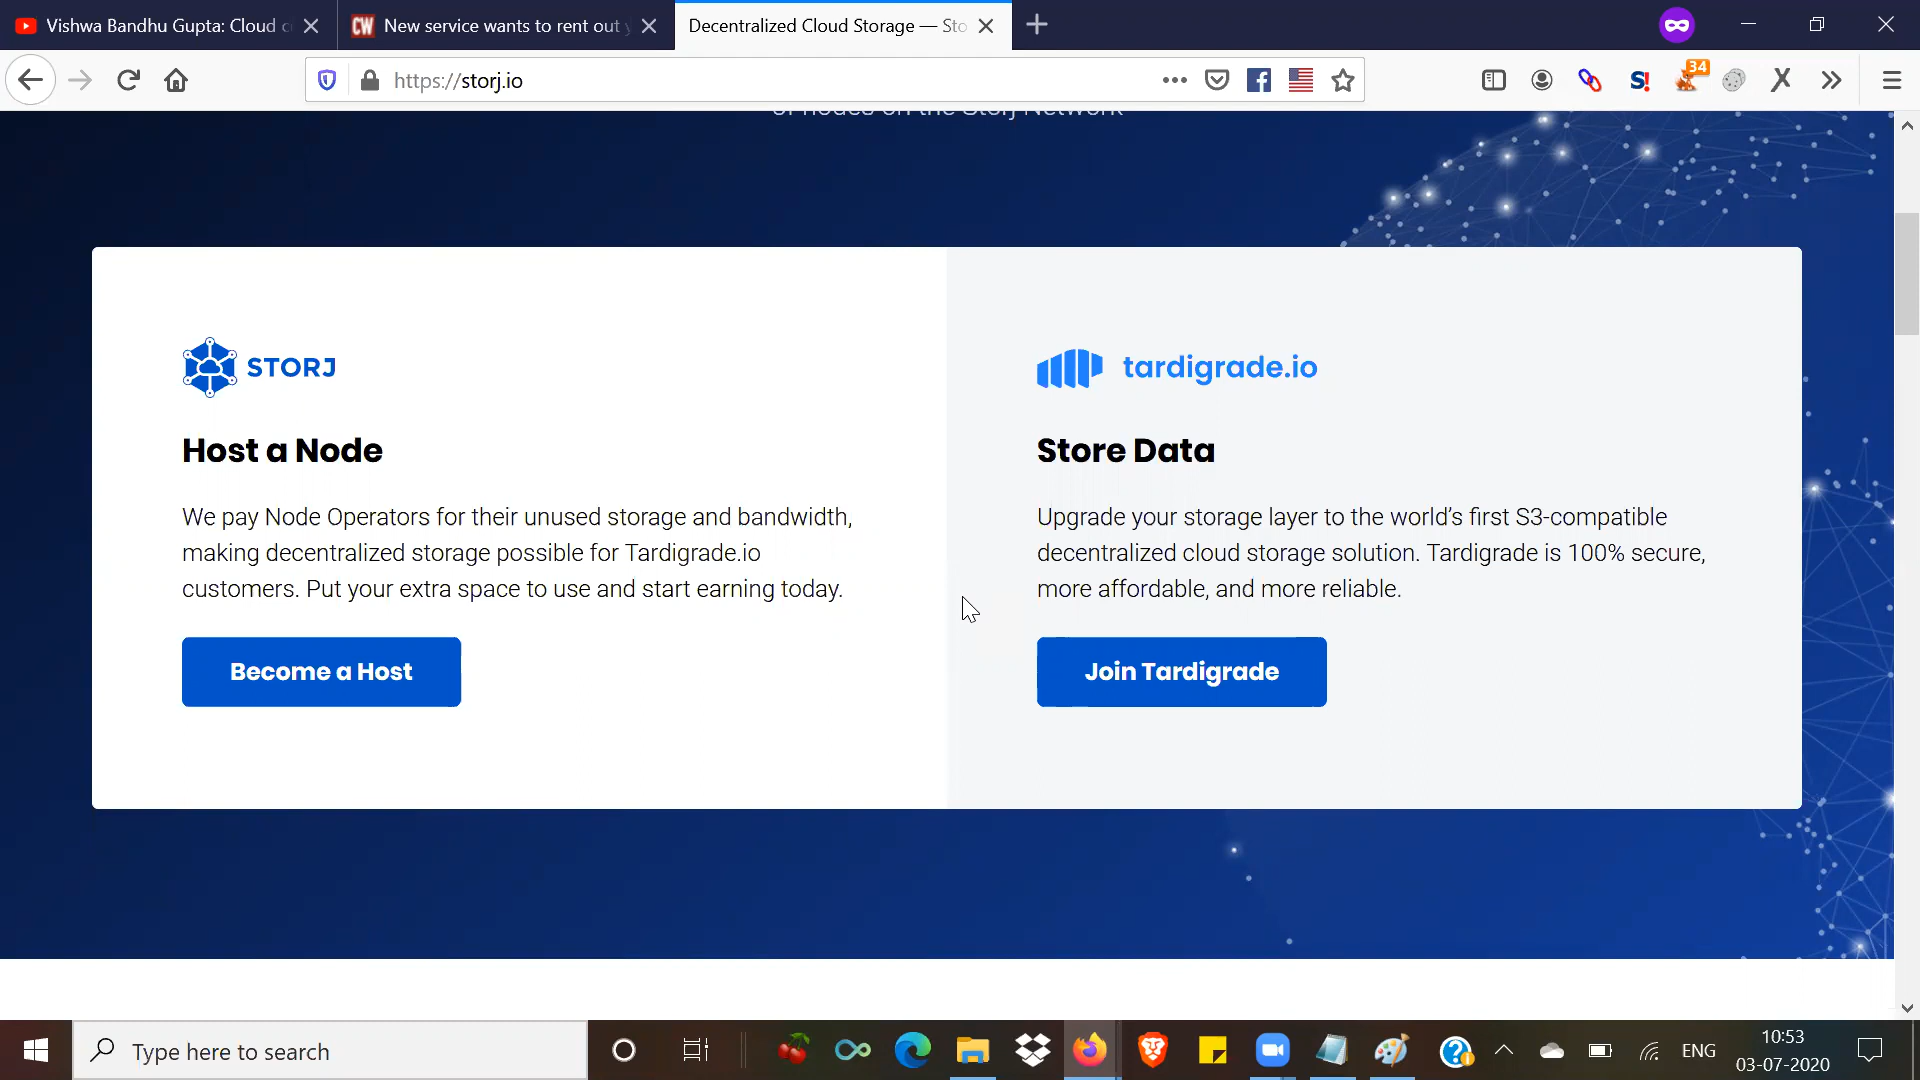 Vishwa Bandhu Gupta: Cloud c
CW New service wants to rent out y
Decentralized Cloud Storage — Sto
https://storj.io
S!
34
of nodes on the Storj Network
STORJ
Host a Node
We pay Node Operators for their unused storage and bandwidth,
making decentralized storage possible for Tardigrade.io
customers. Put your extra space to use and start earning today.
Become a Host
tardigrade.io
Store Data
Upgrade your storage layer to the world's first S3-compatible
decentralized cloud storage solution. Tardigrade is 100% secure,
more affordable, and more reliable.
Join Tardigrade
Type here to search
ENG
10:53
03-07-2020